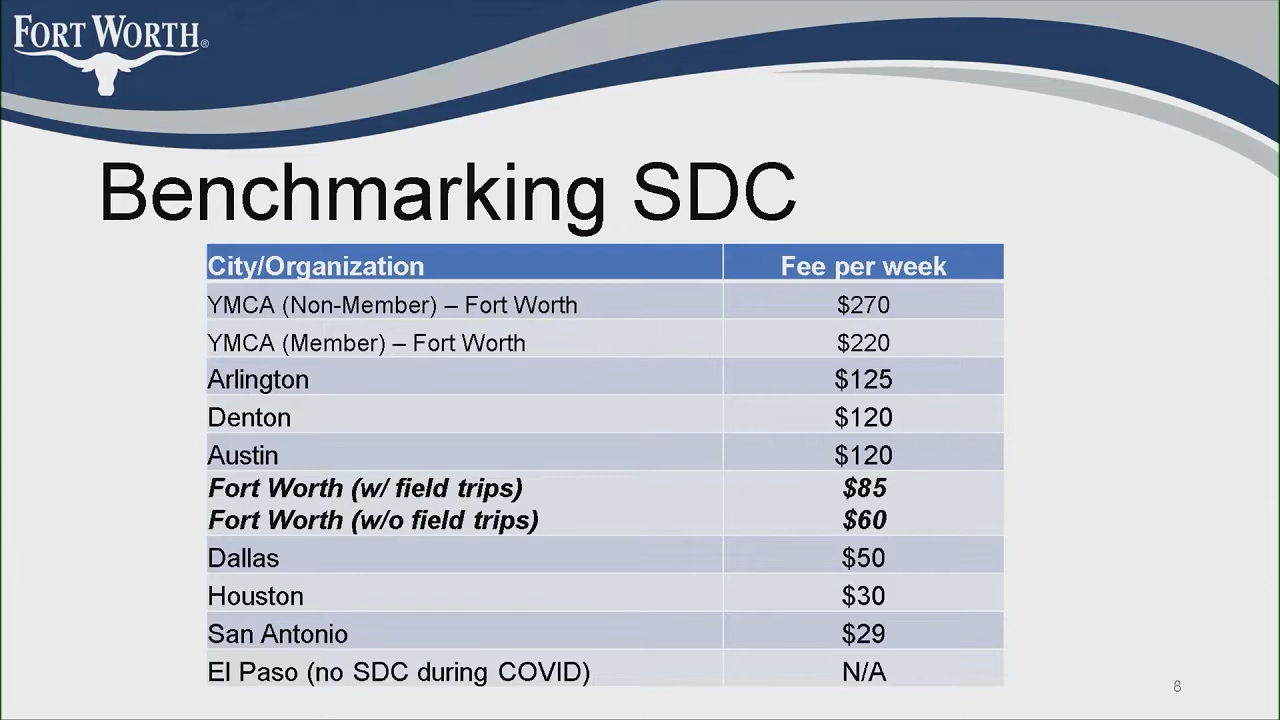 FORT WORTH®
Benchmarking SDC
City/Organization Fee per week
YMCA (Non-Member) – Fort Worth $270
YMCA (Member) – Fort Worth $220
Arlington $125
Denton $120
Austin $120
Fort Worth (w/ field trips) $85
Fort Worth (w/o field trips) $60
Dallas $50
Houston $30
San Antonio $29
El Paso (no SDC during COVID) N/A
8